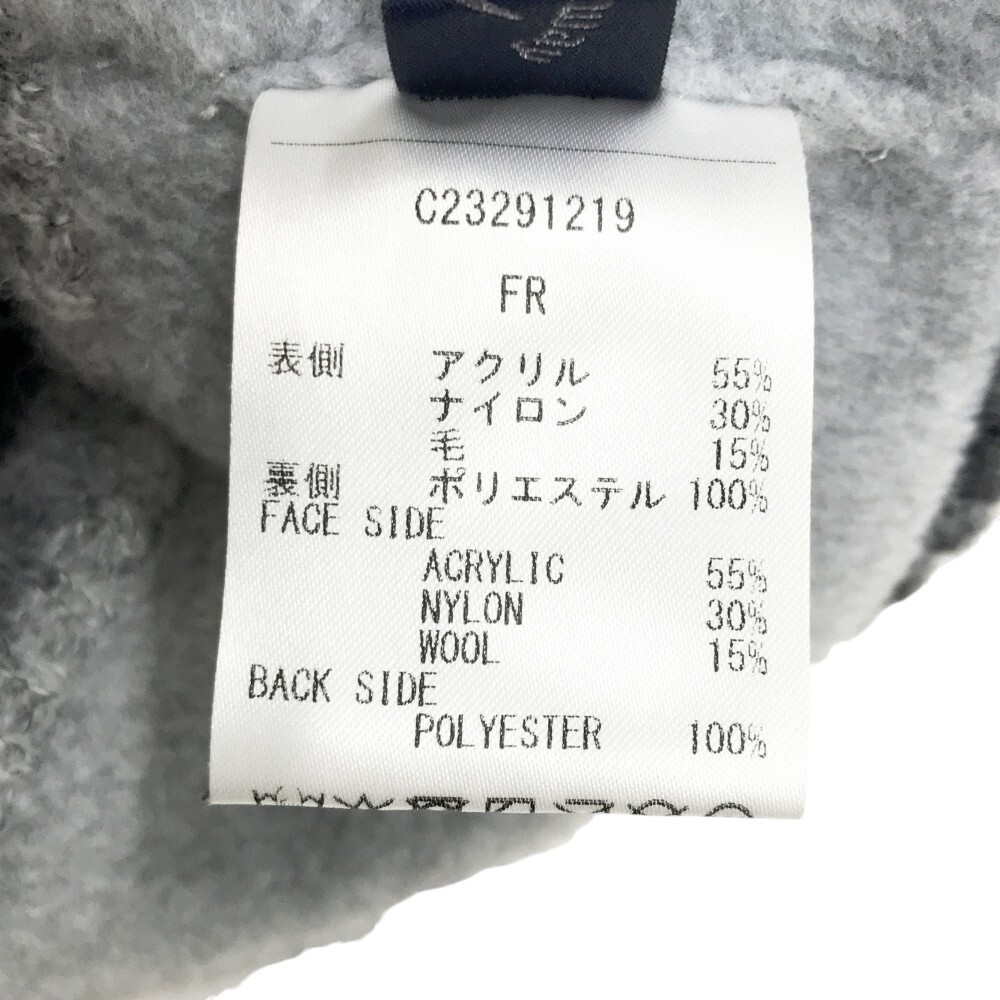 C23291219
FR
表側 アクリル 55%
ナイロン 30%
毛 15%
裏側 ポリエステル 100%
FACE SIDE
ACRYLIC 55%
NYLON 30%
WOOL 15%
BACK SIDE
POLYESTER 100%